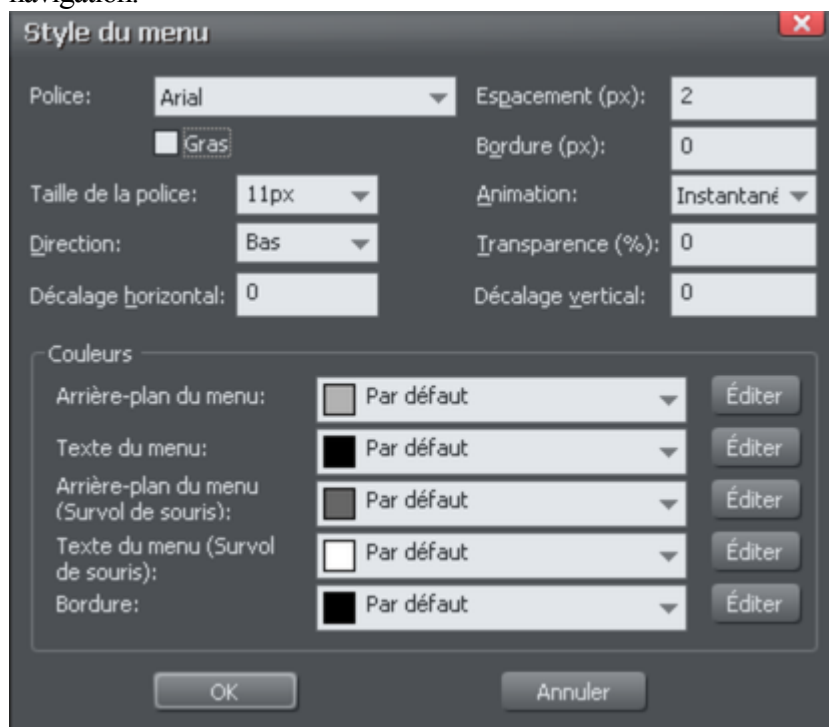 navigation.
Style du menu
Police: Arial Espacement (px): 2
Gras Bordure (px): 0
Taille de la police: 11px Animation: Instantané
Direction: Bas Transparence (%): 0
Décalage horizontal: 0 Décalage vertical: 0
Couleurs
Arrière-plan du menu: Par défaut Éditer
Texte du menu: Par défaut Éditer
Arrière-plan du menu
(Survol de souris): Par défaut Éditer
Texte du menu (Survol
de souris): Par défaut Éditer
Bordure: Par défaut Éditer
OK Annuler